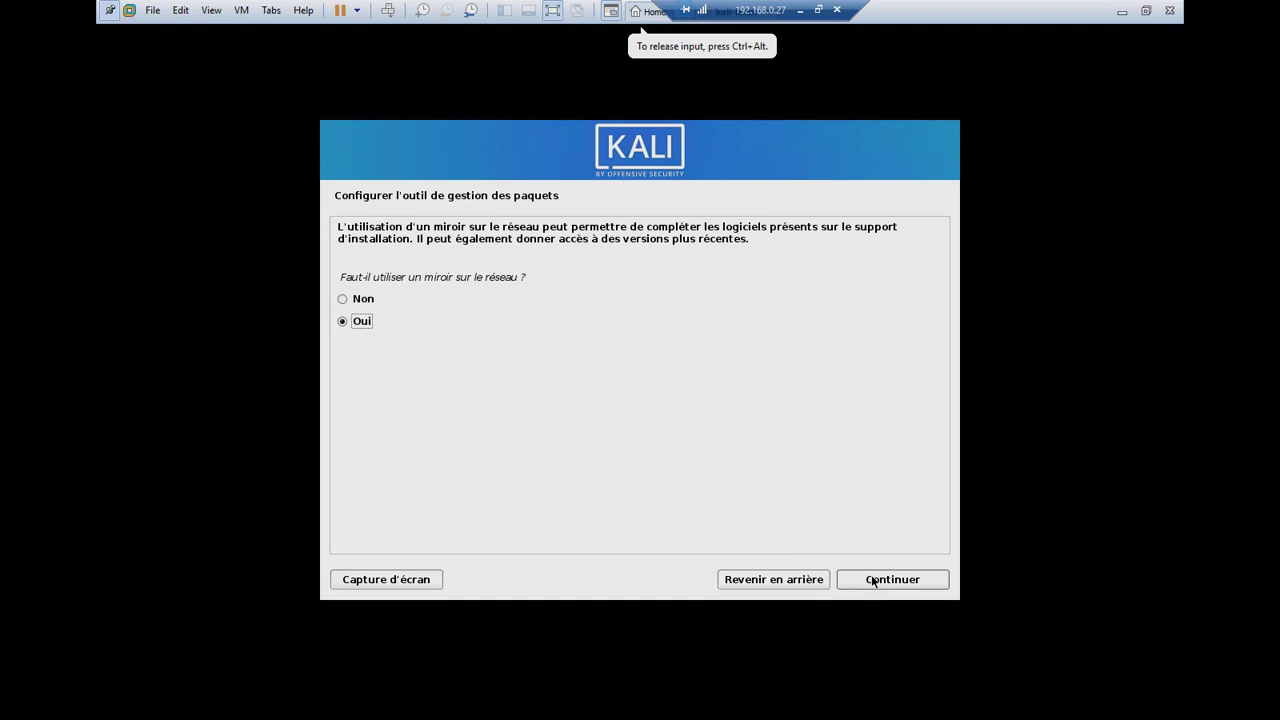 File Edit View VM Tabs Help
Home
192.168.0.27
To release input, press Ctrl+Alt.
KALI
BY OFFENSIVE SECURITY
Configurer l'outil de gestion des paquets
L'utilisation d'un miroir sur le réseau peut permettre de compléter les logiciels présents sur le support
d'installation. Il peut également donner accès à des versions plus récentes.
Faut-il utiliser un miroir sur le réseau ?
Non
Oui
Capture d'écran
Revenir en arrière
Continuer